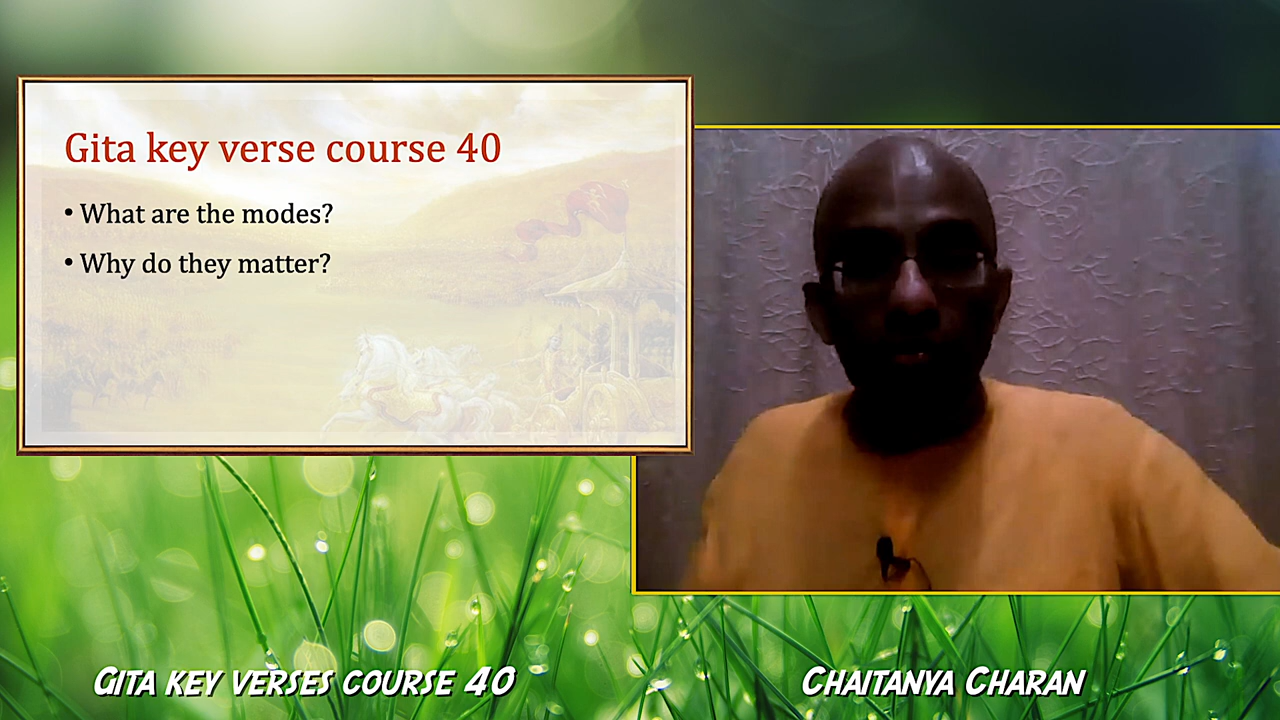 Gita key verse course 40
• What are the modes?
• Why do they matter?
GITA KEY VERSES COURSE 40
CHAITANYA CHARAN